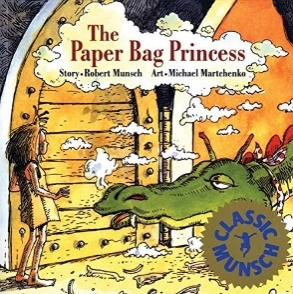 The
Paper Bag Princess
Story • Robert Munsch Art • Michael Martchenko
CLASSIC
MUNSCH